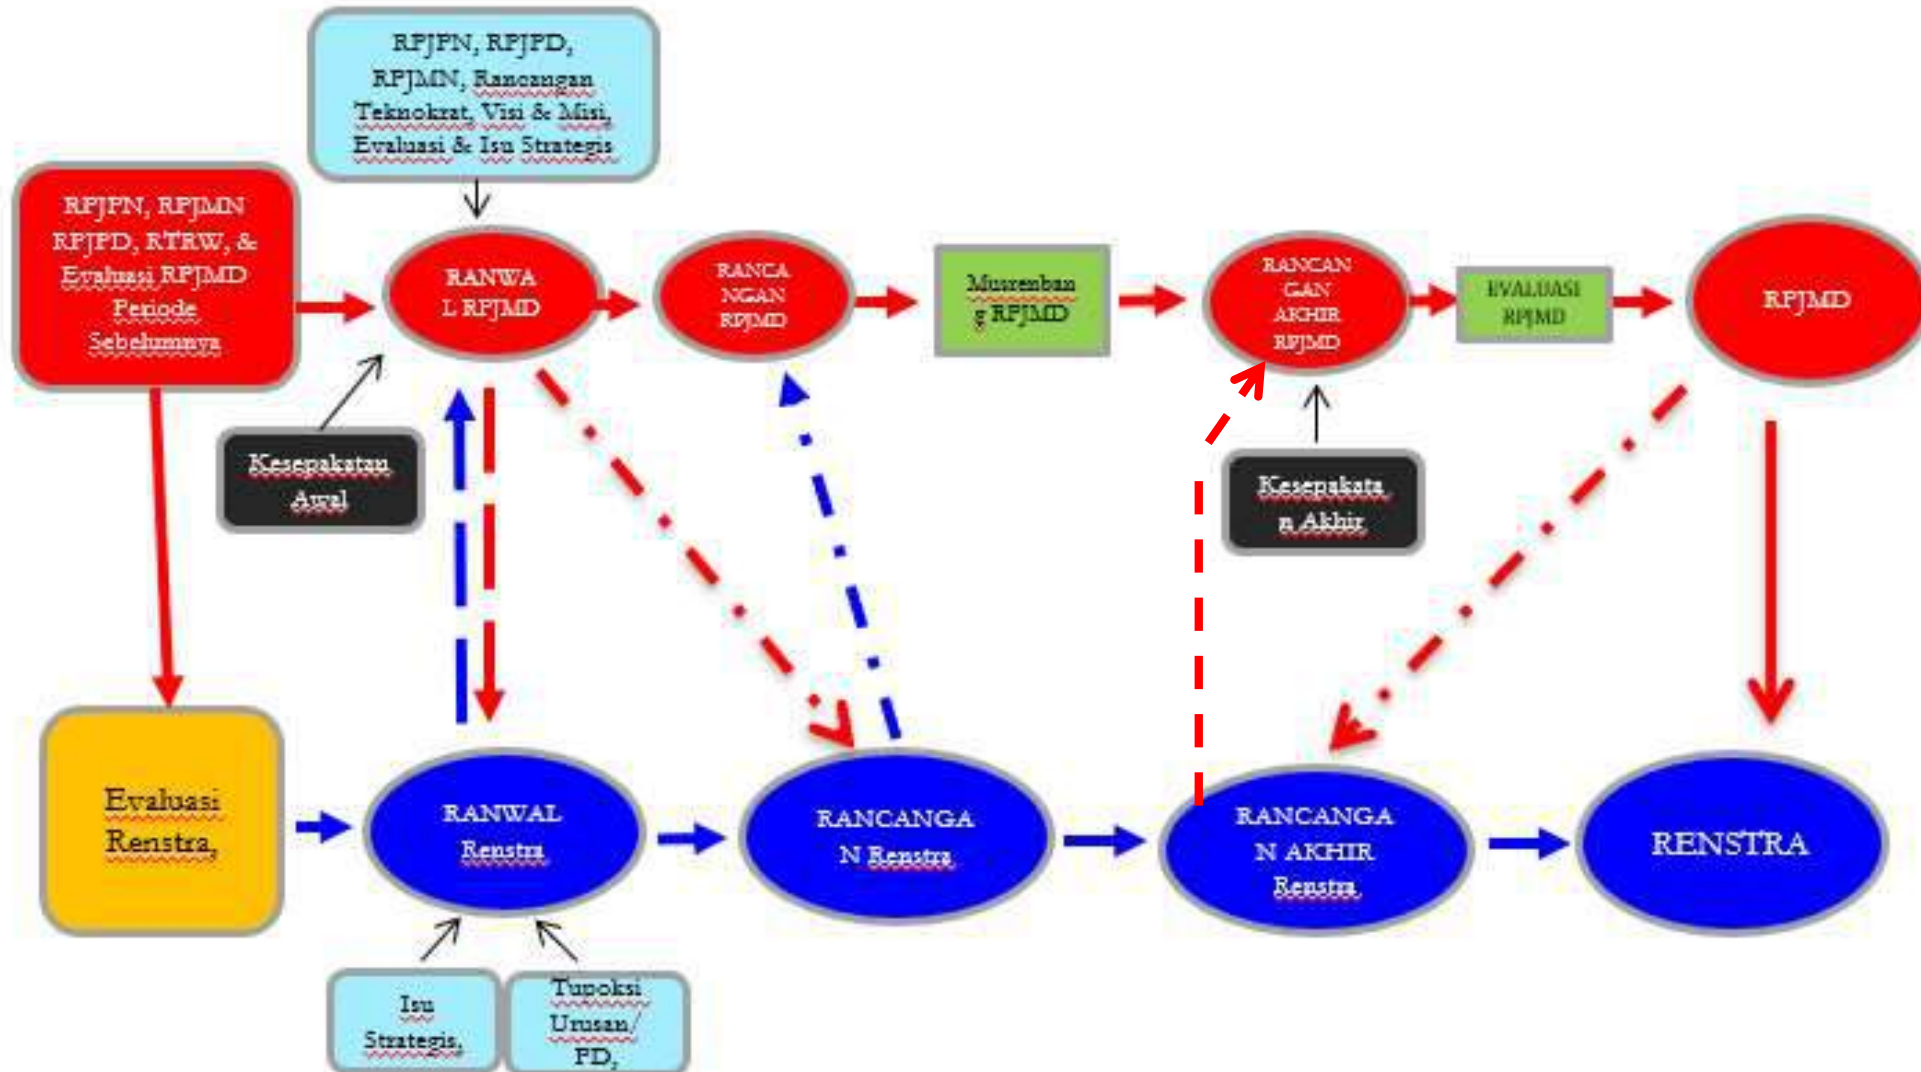 RPJPN, RPJPD,
RPJMN, Rancangan
Teknokrat, Visi & Misi,
Evaluasi & Isu Strategis
RPJPN, RPJMN
RPJPD, RTRW, &
Evaluasi RPJMD
Periode
Sebelumnya
RANWA
L RPJMD
RANCA
NGAN
RPJMD
Musrenban
g RPJMD
RANCAN
GAN
AKHIR
RPJMD
EVALUASI
RPJMD
RPJMD
Kesepakatan
Awal
Kesepakata
n Akhir
Evaluasi
Renstra,
RANWAL
Renstra
RANCANGA
N Renstra
RANCANGA
N AKHIR
Renstra
RENSTRA
Isu
Strategis,
Tupoksi
Urusan/
PD,